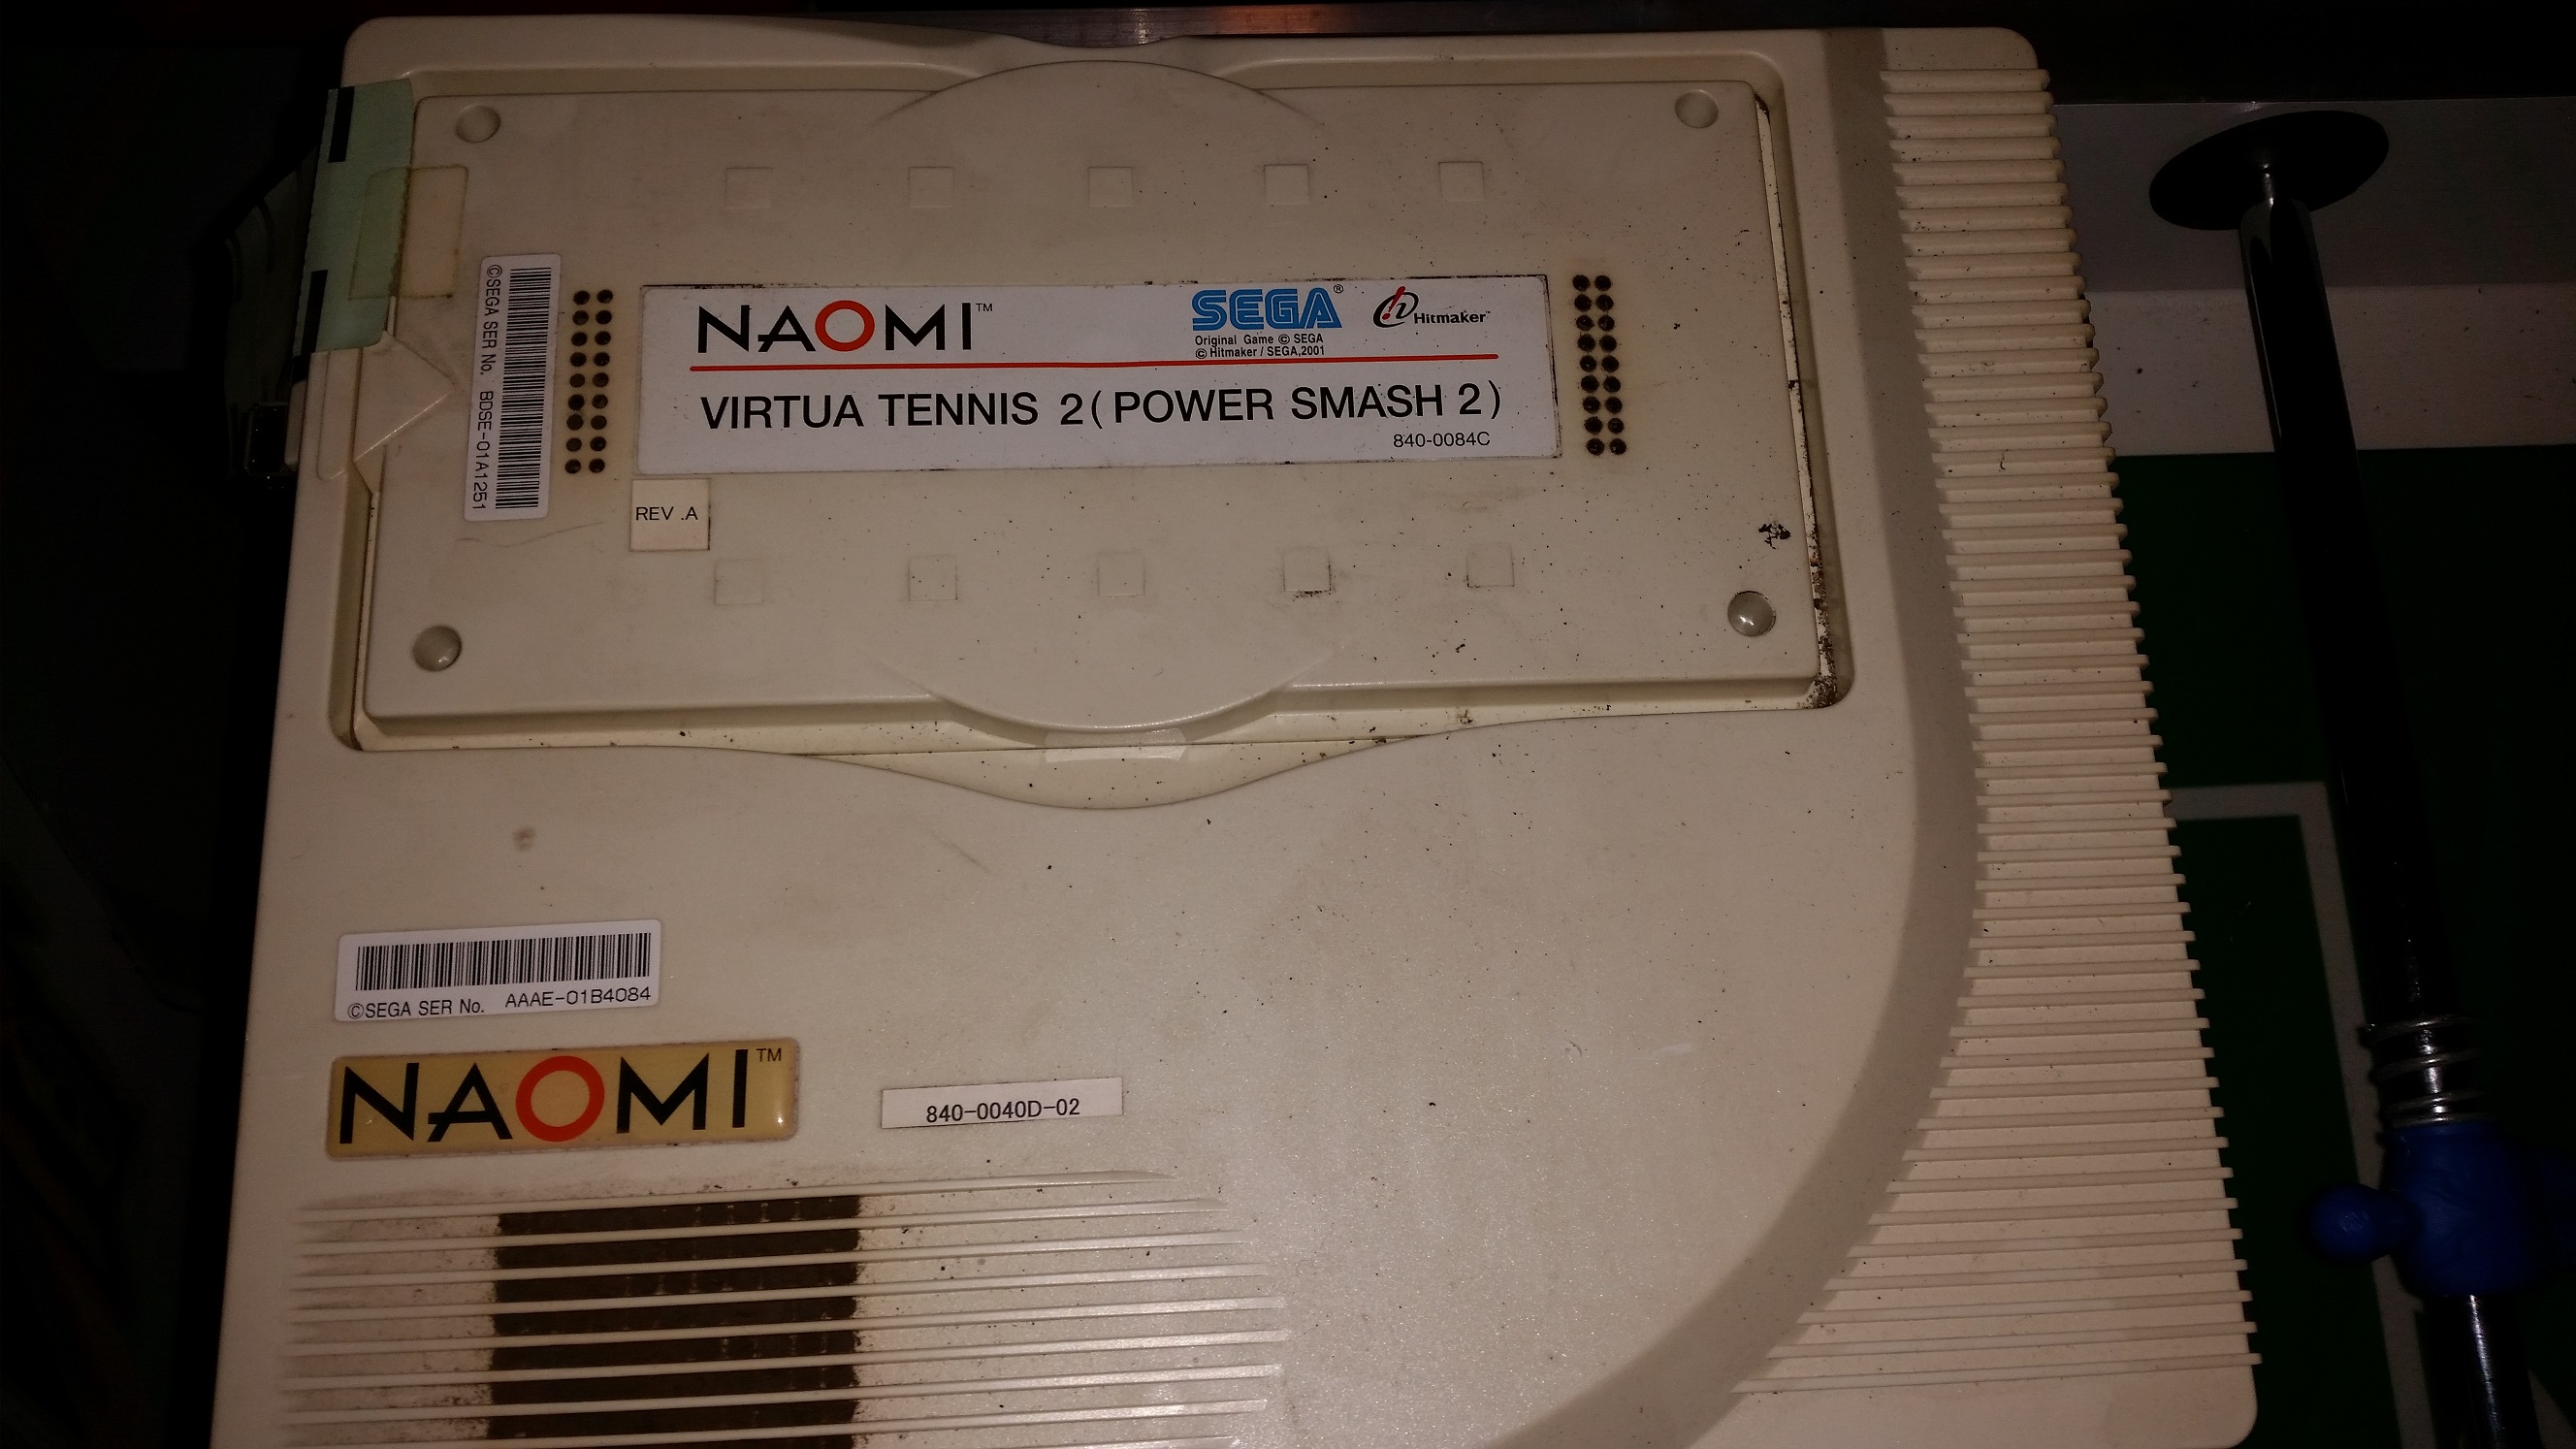 NAOMI™
SEGA®
Hitmaker™
Original Game © SEGA
© Hitmaker / SEGA,2001
VIRTUA TENNIS 2 ( POWER SMASH 2 )
840-0084C
©SEGA SER No. BDSE-01A1251
REV .A
©SEGA SER No. AAAE-01B4084
NAOMI™
840-0040D-02